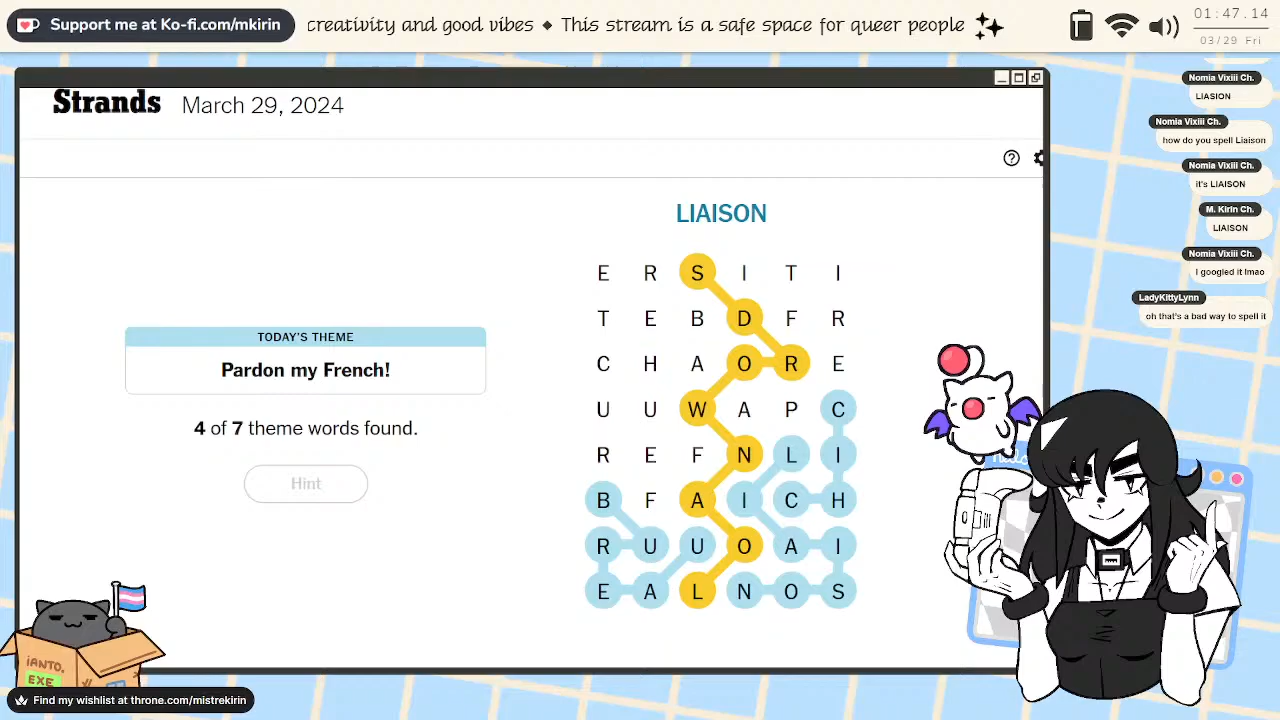 Support me at Ko-fi.com/mkirin
creativity and good vibes ◆ This stream is a safe space for queer people
01:47.14
03/29 Fri
Strands March 29, 2024
TODAY'S THEME
Pardon my French!
4 of 7 theme words found.
Hint
LIAISON
E R S I T I
T E B D F R
C H A O R E
U U W A P C
R E F N L I
B F A I C H
R U U O A I
E A L N O S
Nomia Vixiii Ch.
LIASION
Nomia Vixiii Ch.
how do you spell Liaison
Nomia Vixiii Ch.
it's LIAISON
M. Kirin Ch.
LIAISON
Nomia Vixiii Ch.
I googled it lmao
LadyKittyLynn
oh that's a bad way to spell it
iANTO.
EXE
Find my wishlist at throne.com/mistrekirin